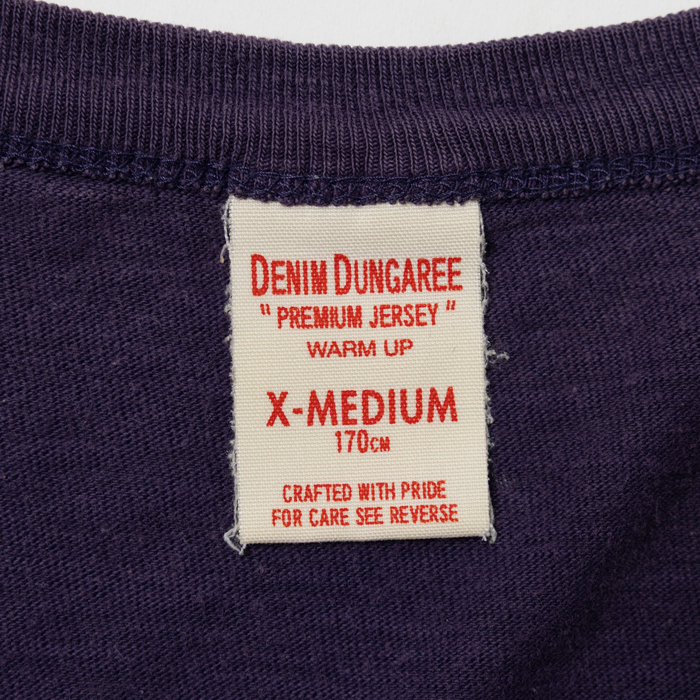 DENIM DUNGAREE
"PREMIUM JERSEY"
WARM UP
X-MEDIUM
170CM
CRAFTED WITH PRIDE
FOR CARE SEE REVERSE